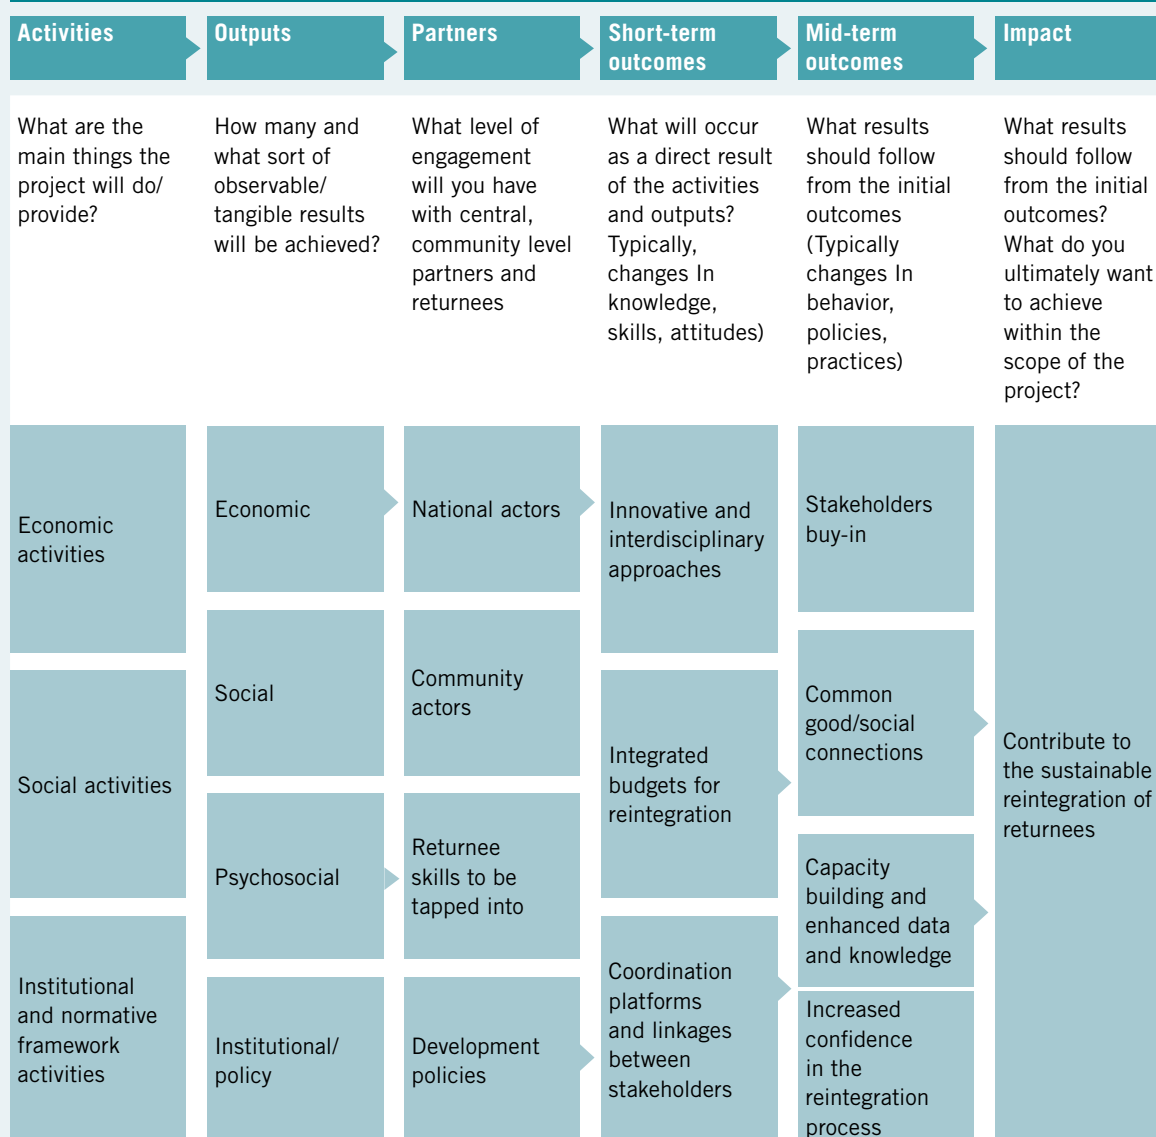 Activities
Outputs
Partners
Short-term
outcomes
Mid-term
outcomes
Impact
What are the
main things the
project will do/
provide?
How many and
what sort of
observable/
tangible results
will be achieved?
What level of
engagement
will you have
with central,
community level
partners and
returnees
What will occur
as a direct result
of the activities
and outputs?
Typically,
changes In
knowledge,
skills, attitudes)
What results
should follow
from the initial
outcomes
(Typically
changes In
behavior,
policies,
practices)
What results
should follow
from the initial
outcomes?
What do you
ultimately want
to achieve
within the
scope of the
project?
Economic
activities
Social activities
Institutional
and normative
framework
activities
Economic
Social
Psychosocial
Institutional/
policy
National actors
Community
actors
Returnee
skills to be
tapped into
Development
policies
Innovative and
interdisciplinary
approaches
Integrated
budgets for
reintegration
Coordination
platforms
and linkages
between
stakeholders
Stakeholders
buy-in
Common
good/social
connections
Capacity
building and
enhanced data
and knowledge
Increased
confidence
in the
reintegration
process
Contribute to
the sustainable
reintegration of
returnees